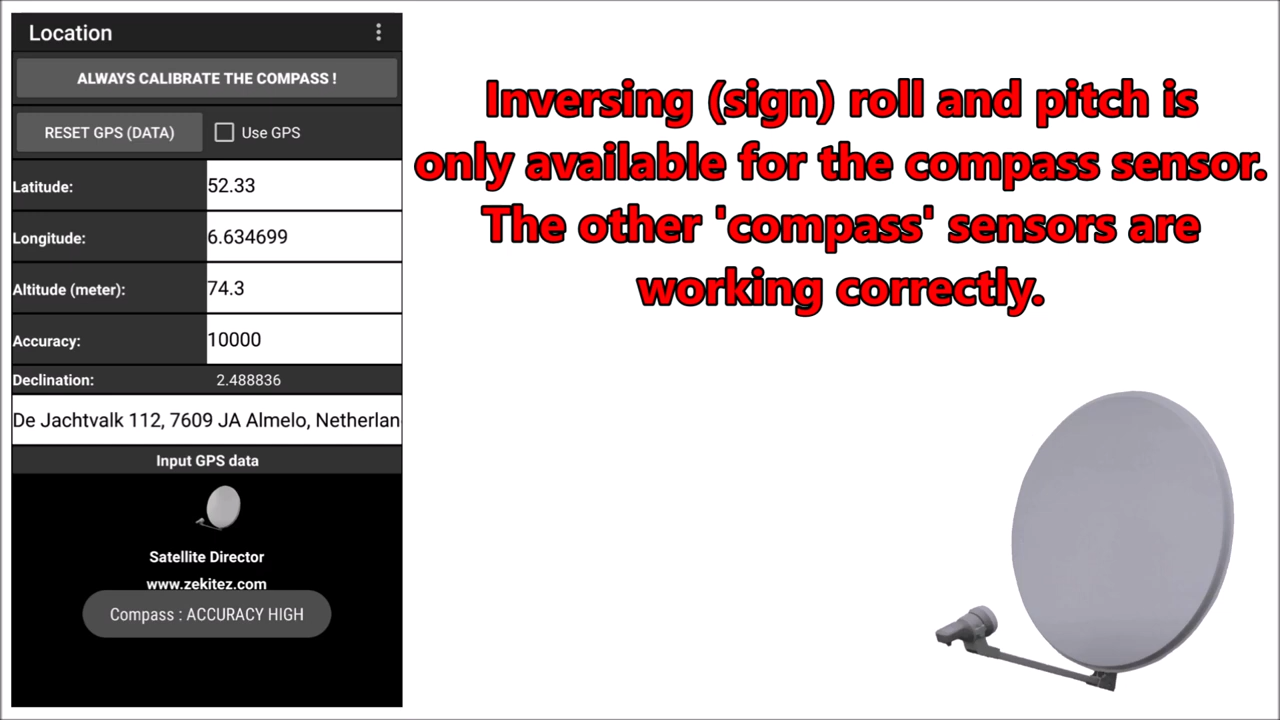 Location
ALWAYS CALIBRATE THE COMPASS !
RESET GPS (DATA)
Use GPS
Latitude:
52.33
Longitude:
6.634699
Altitude (meter):
74.3
Accuracy:
10000
Declination:
2.488836
De Jachtvalk 112, 7609 JA Almelo, Netherlan
Input GPS data
Satellite Director
www.zekitez.com
Compass : ACCURACY HIGH
Inversing (sign) roll and pitch is
only available for the compass sensor.
The other 'compass' sensors are
working correctly.